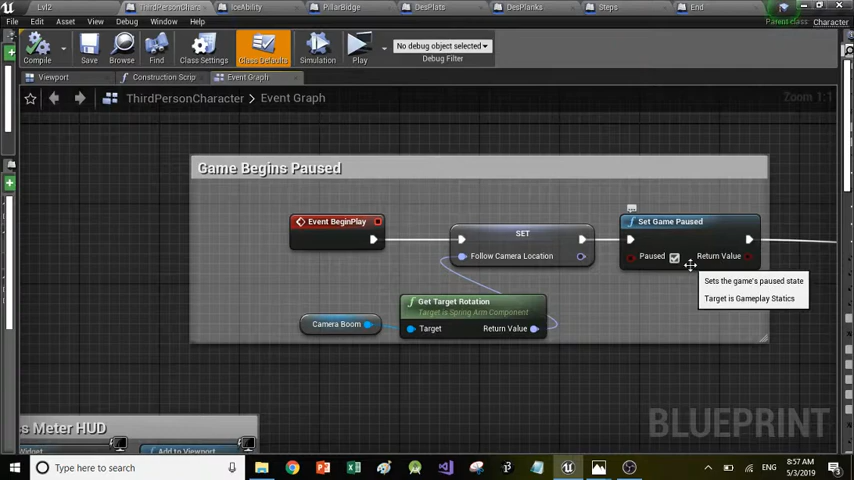 Lvl2
ThirdPersonChara
IceAbility
PillarBridge
DesPlats
DesPlanks
Steps
End
File Asset View Debug Window Help
Parent class: Character
Compile
Save
Browse
Find
Class Settings
Class Defaults
Simulation
Play
No debug object selected
Debug Filter
Viewport
Construction Scrip
Event Graph
ThirdPersonCharacter > Event Graph
Zoom 1:1
Game Begins Paused
Event BeginPlay
SET
Follow Camera Location
Set Game Paused
Paused
Return Value
Sets the game's paused state
Target is Gameplay Statics
Get Target Rotation
Target is Spring Arm Component
Camera Boom
Target
Return Value
ss Meter HUD
Widget
Add to Viewport
BLUEPRINT
Type here to search
ENG
8:57 AM
5/3/2019